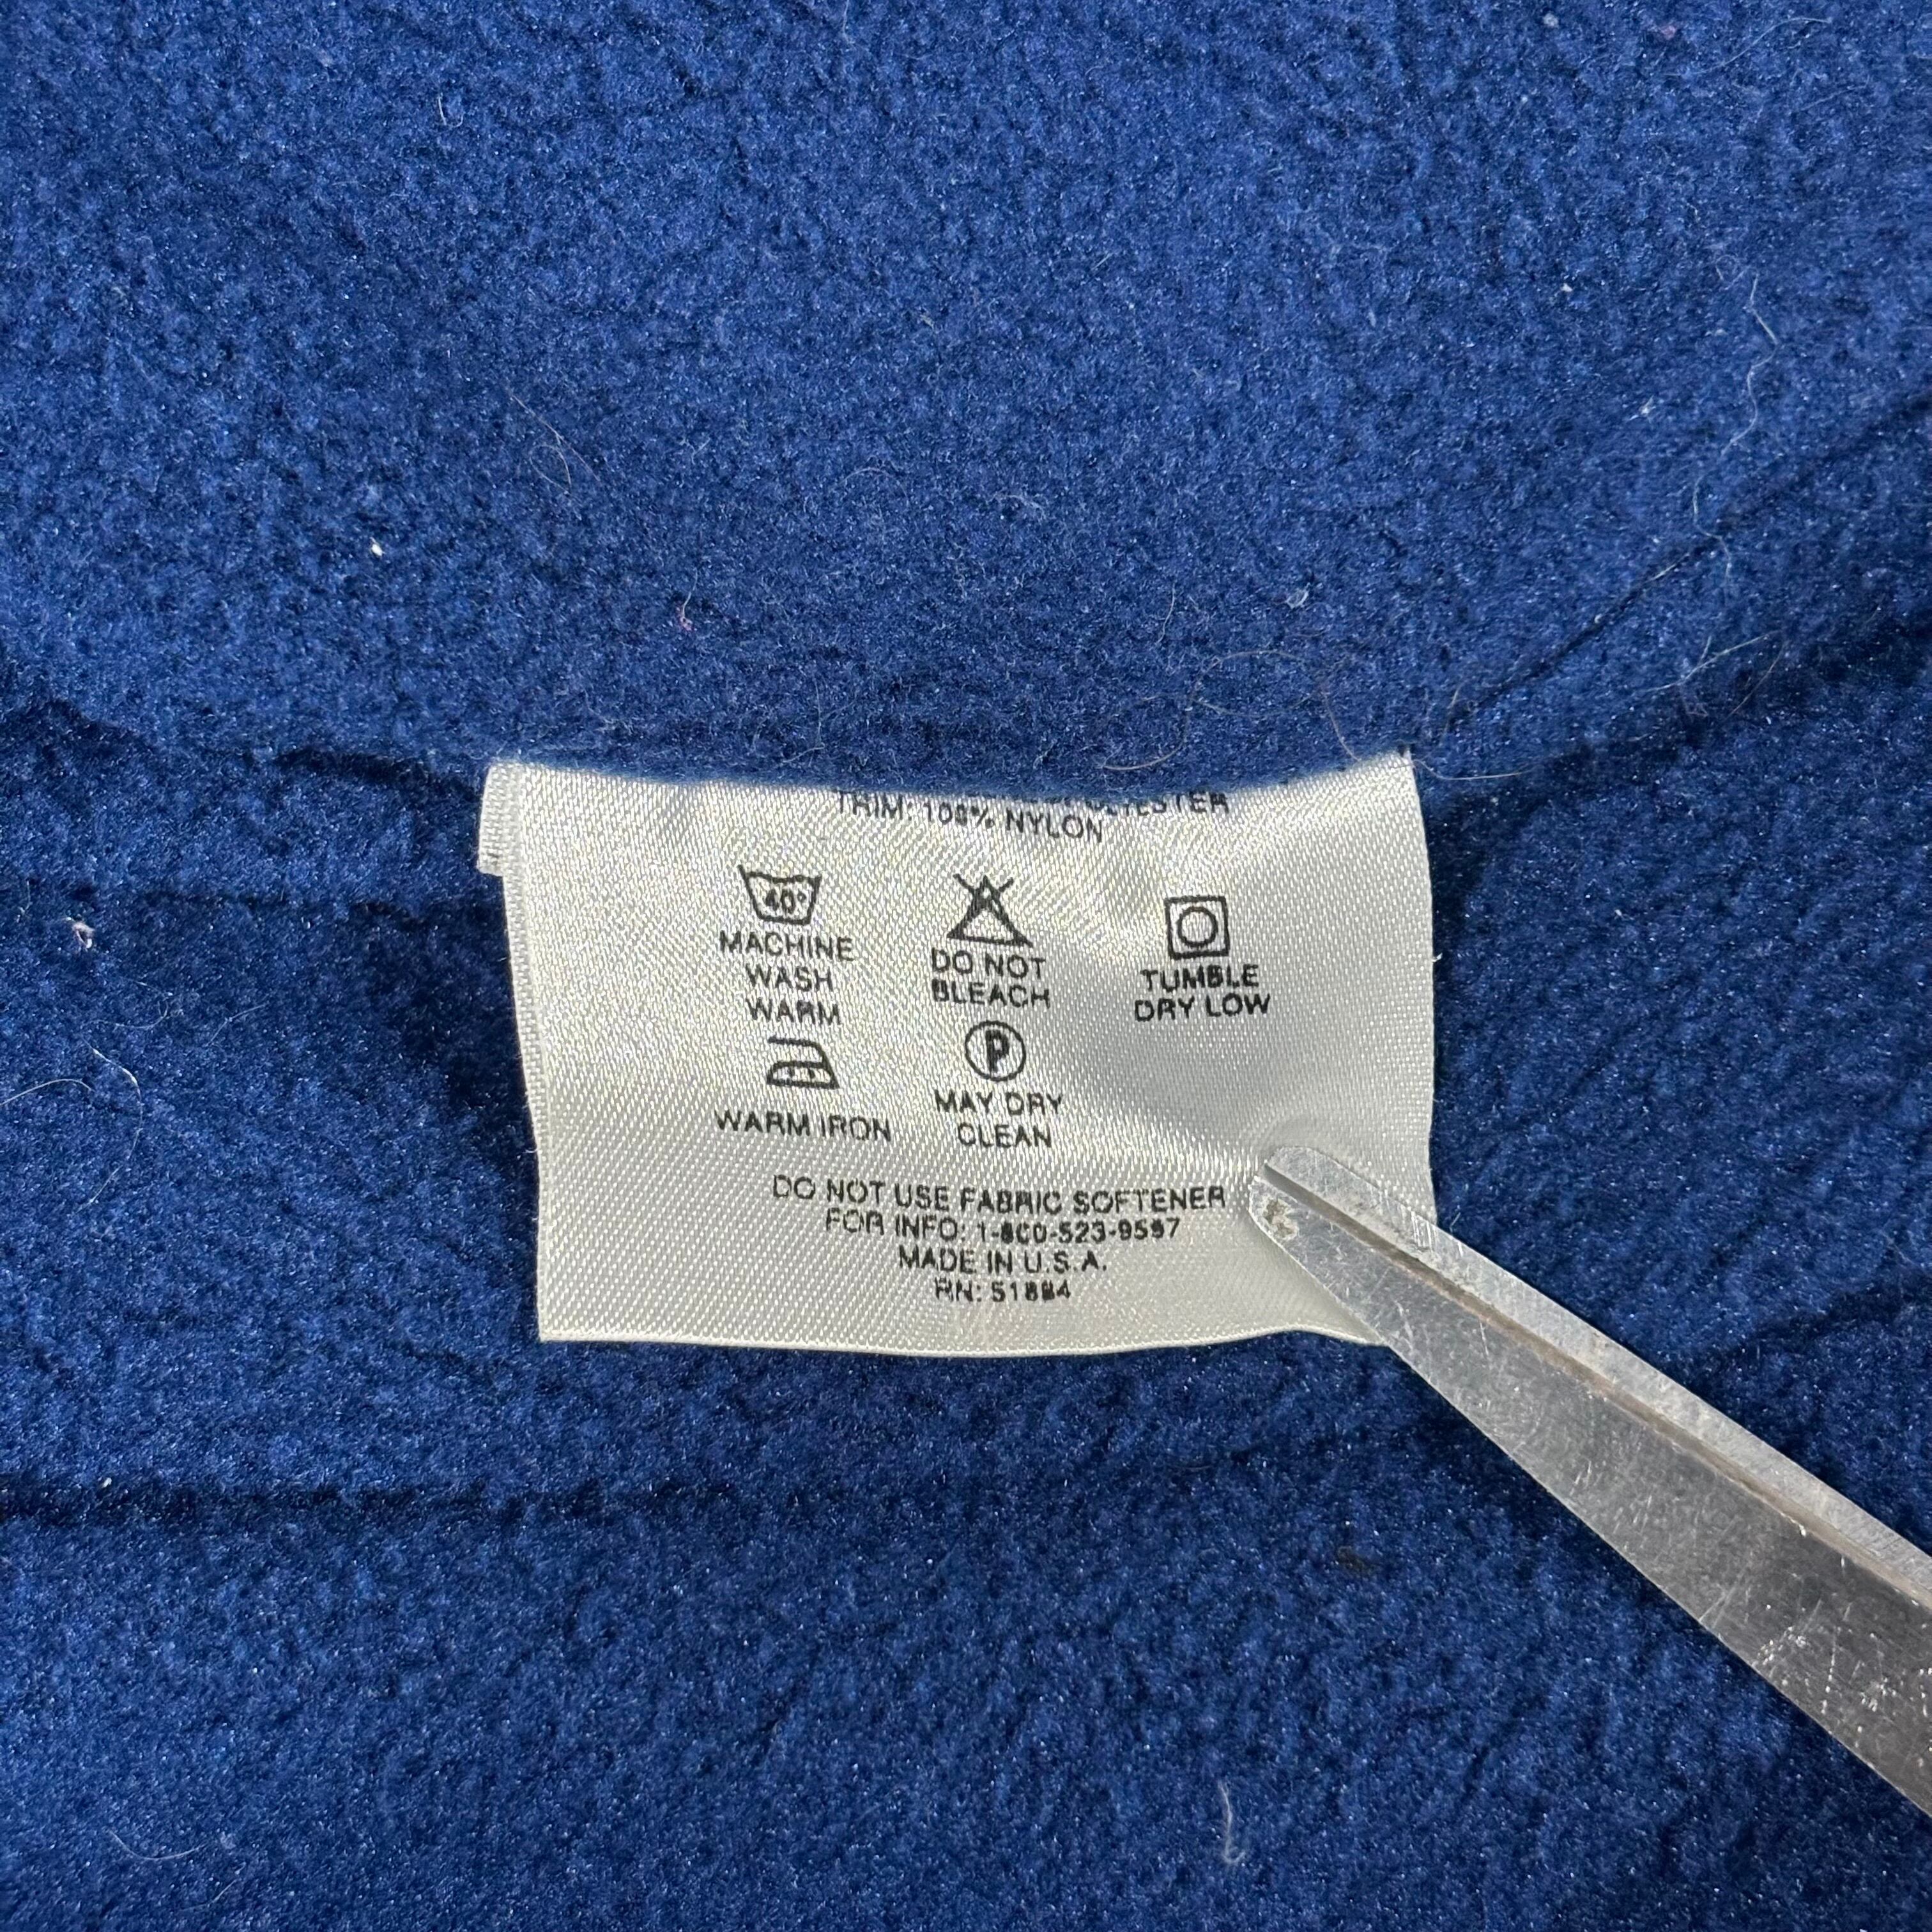 TRIM: 100% NYLON
40°
MACHINE
WASH
WARM
DO NOT
BLEACH
TUMBLE
DRY LOW
WARM IRON
P
MAY DRY
CLEAN
DO NOT USE FABRIC SOFTENER
FOR INFO: 1-800-523-9597
MADE IN U.S.A.
RN: 51884